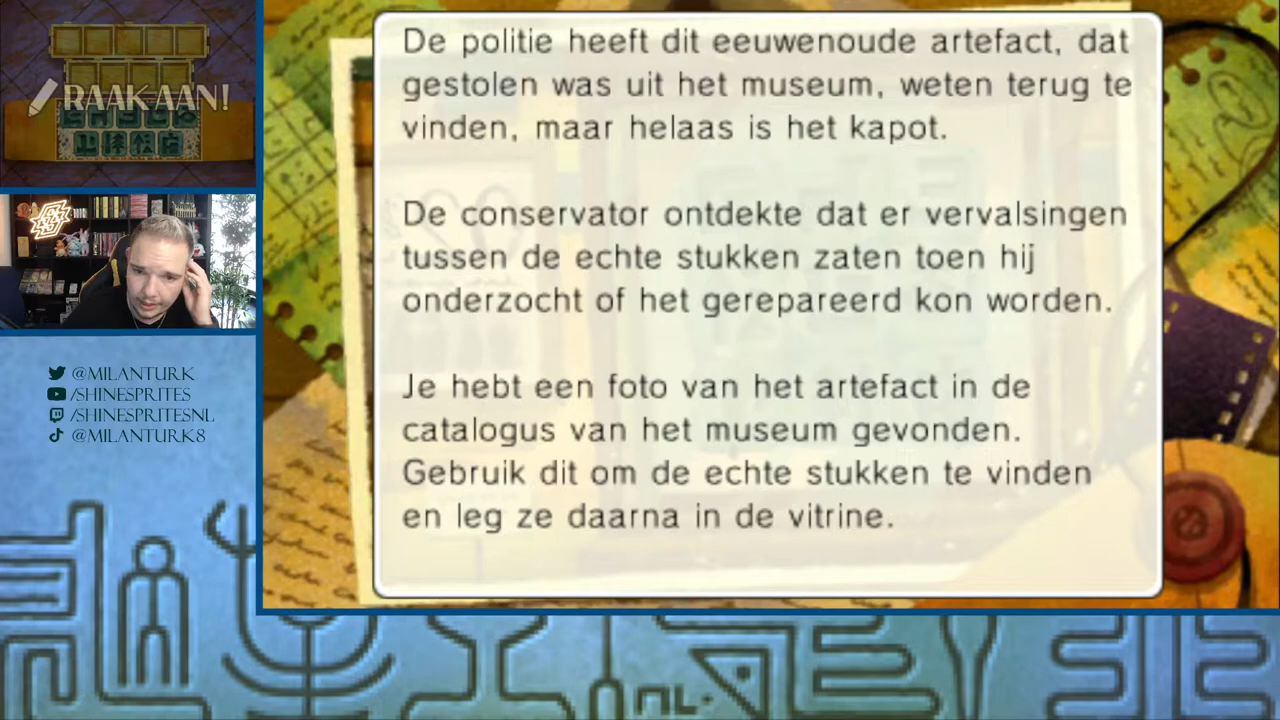 RAAK AAN!
@MILANTURK
/SHINESPRITES
/SHINESPRITESNL
@MILANTURK8
De politie heeft dit eeuwenoude artefact, dat
gestolen was uit het museum, weten terug te
vinden, maar helaas is het kapot.
De conservator ontdekte dat er vervalsingen
tussen de echte stukken zaten toen hij
onderzocht of het gerepareerd kon worden.
Je hebt een foto van het artefact in de
catalogus van het museum gevonden.
Gebruik dit om de echte stukken te vinden
en leg ze daarna in de vitrine.